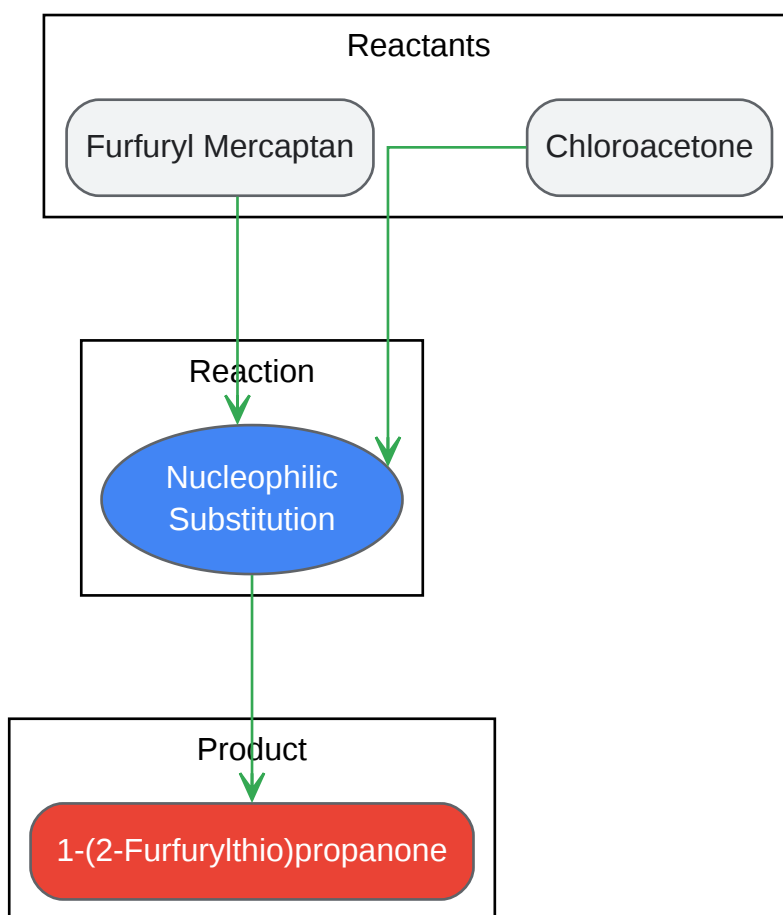 Reactants
Furfuryl Mercaptan
Chloroacetone
Reaction
Nucleophilic
Substitution
Product
1-(2-Furfurylthio)propanone